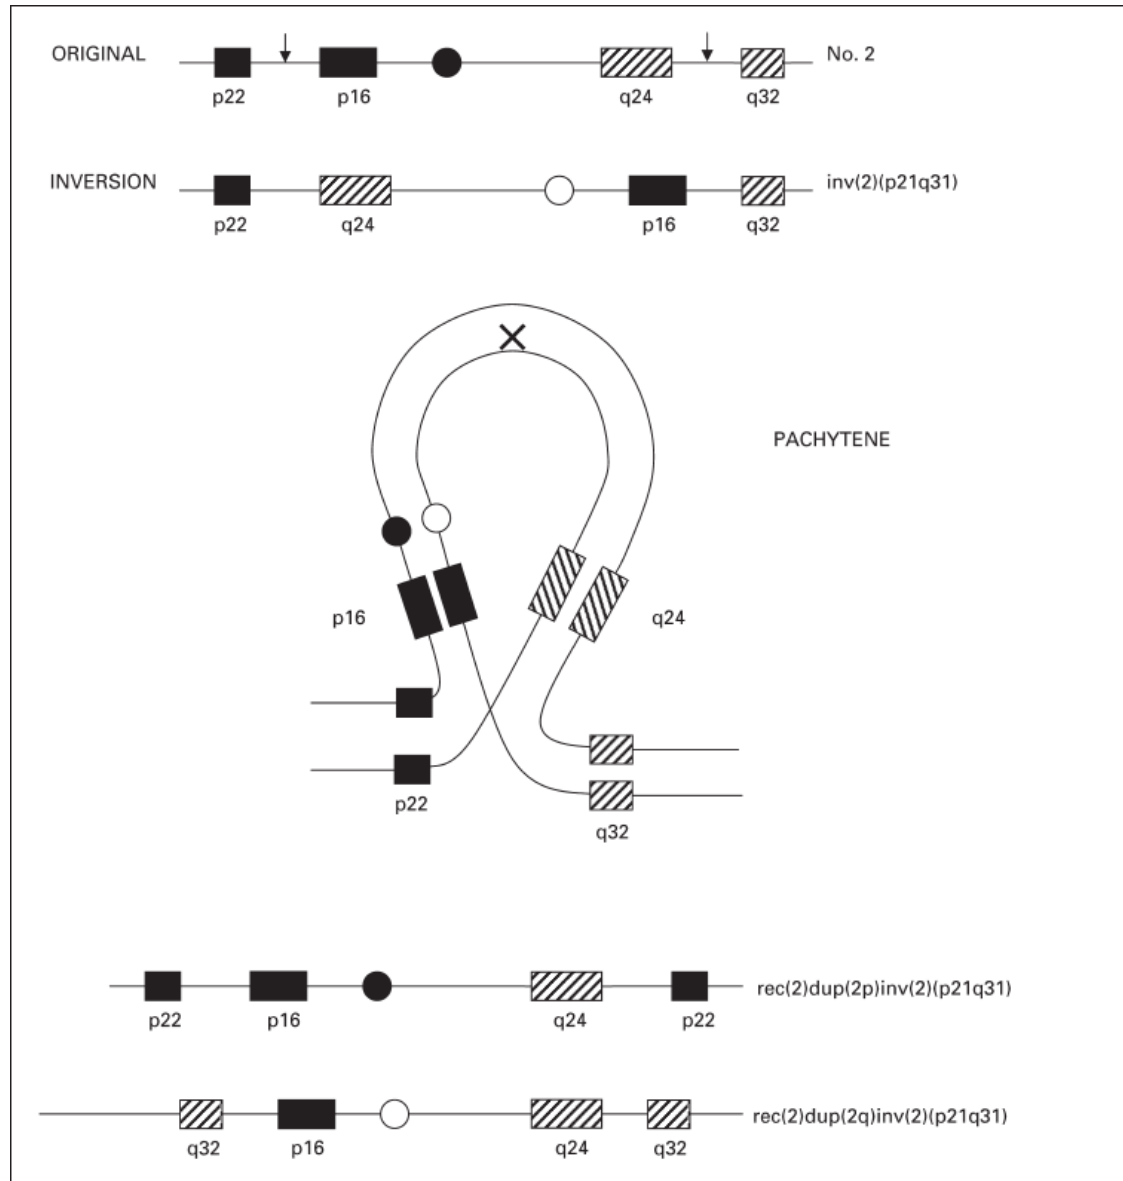 ORIGINAL No. 2
p22 p16 q24 q32
INVERSION inv(2)(p21q31)
p22 q24 p16 q32
PACHYTENE
p16 q24
p22
q32
rec(2)dup(2p)inv(2)(p21q31)
p22 p16 q24 p22
rec(2)dup(2q)inv(2)(p21q31)
q32 p16 q24 q32